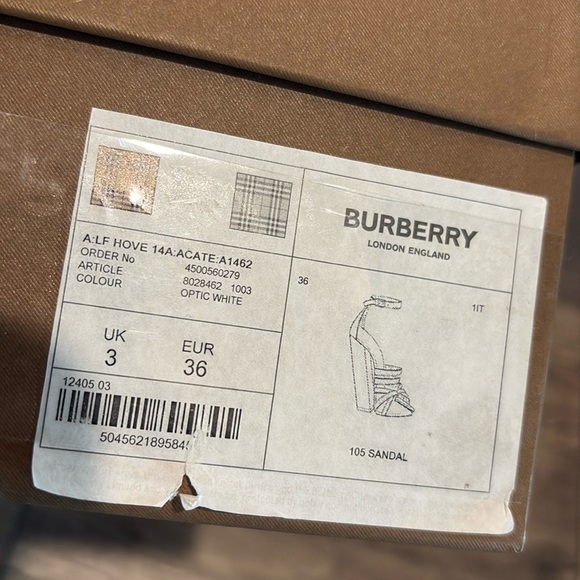 BURBERRY
LONDON ENGLAND
A:LF HOVE 14A:ACATE:A1462
ORDER No 4500560279
ARTICLE 8028462 1003
COLOUR OPTIC WHITE
36 1IT
UK EUR
3 36
12405 03
5045621895845
105 SANDAL